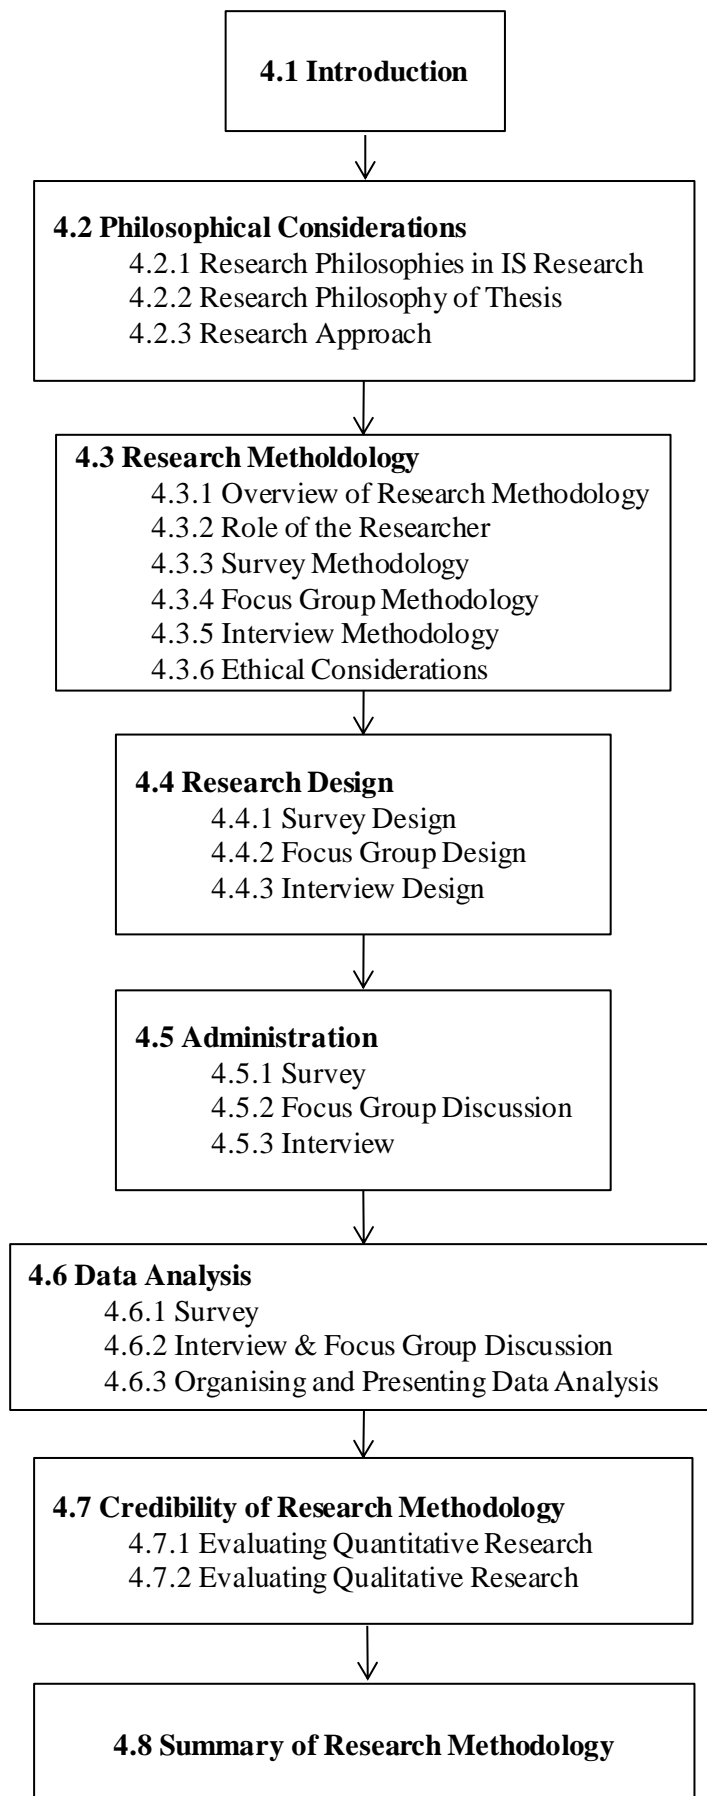 4.1 Introduction
4.2 Philosophical Considerations
4.2.1 Research Philosophies in IS Research
4.2.2 Research Philosophy of Thesis
4.2.3 Research Approach
4.3 Research Metholdology
4.3.1 Overview of Research Methodology
4.3.2 Role of the Researcher
4.3.3 Survey Methodology
4.3.4 Focus Group Methodology
4.3.5 Interview Methodology
4.3.6 Ethical Considerations
4.4 Research Design
4.4.1 Survey Design
4.4.2 Focus Group Design
4.4.3 Interview Design
4.5 Administration
4.5.1 Survey
4.5.2 Focus Group Discussion
4.5.3 Interview
4.6 Data Analysis
4.6.1 Survey
4.6.2 Interview & Focus Group Discussion
4.6.3 Organising and Presenting Data Analysis
4.7 Credibility of Research Methodology
4.7.1 Evaluating Quantitative Research
4.7.2 Evaluating Qualitative Research
4.8 Summary of Research Methodology